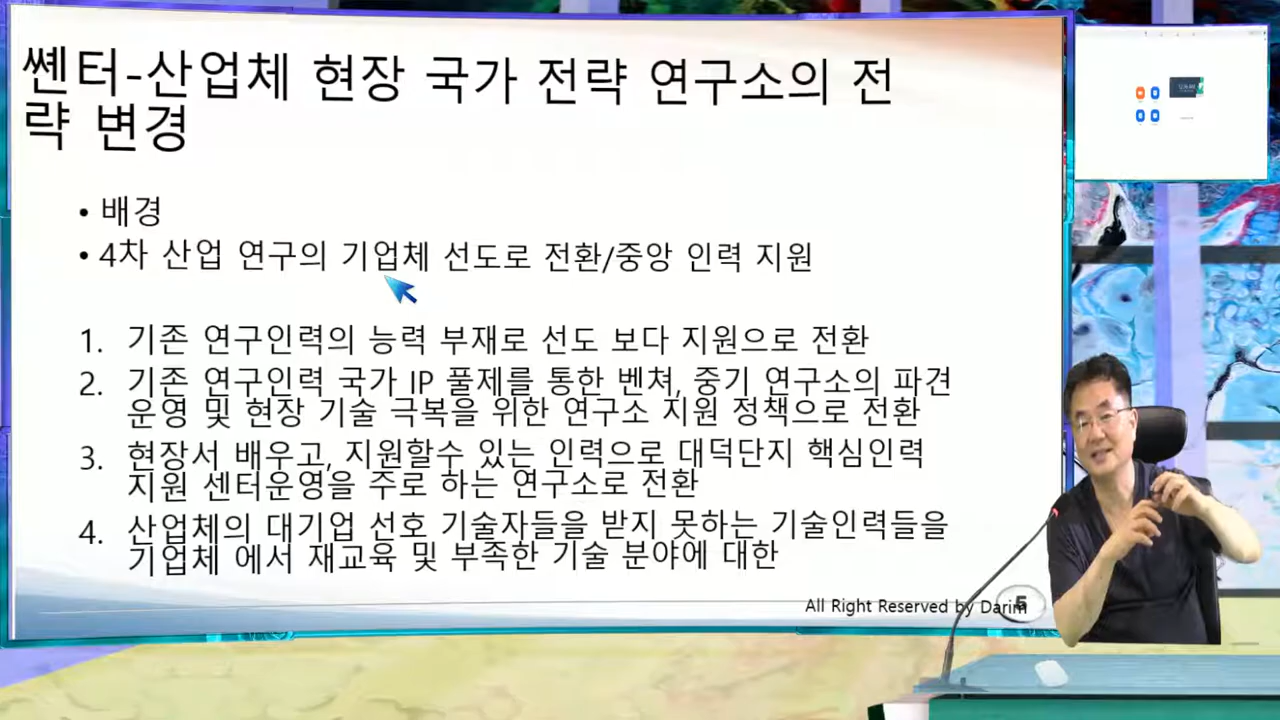 쎈터-산업체 현장 국가 전략 연구소의 전
략 변경
• 배경
• 4차 산업 연구의 기업체 선도로 전환/중앙 인력 지원
1. 기존 연구인력의 능력 부재로 선도 보다 지원으로 전환
2. 기존 연구인력 국가 IP 풀제를 통한 벤쳐, 중기 연구소의 파견
운영 및 현장 기술 극복을 위한 연구소 지원 정책으로 전환
3. 현장서 배우고, 지원할수 있는 인력으로 대덕단지 핵심인력
지원 센터운영을 주로 하는 연구소로 전환
4. 산업체의 대기업 선호 기술자들을 받지 못하는 기술인력들을
기업체 에서 재교육 및 부족한 기술 분야에 대한
All Right Reserved by Darim
5